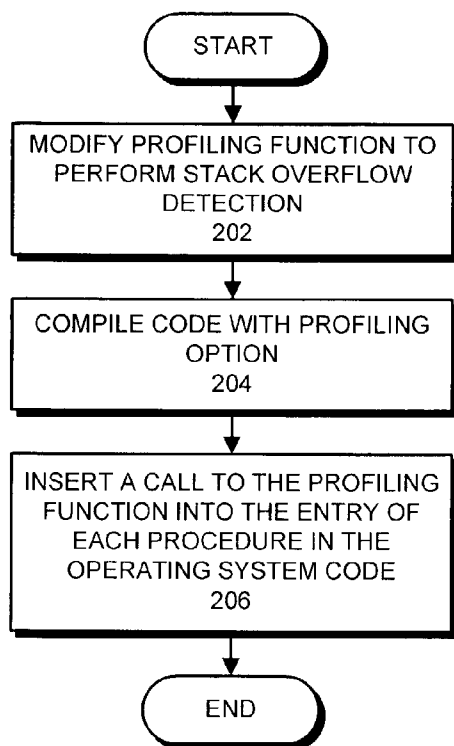 START
MODIFY PROFILING FUNCTION TO
PERFORM STACK OVERFLOW
DETECTION
202
COMPILE CODE WITH PROFILING
OPTION
204
INSERT A CALL TO THE PROFILING
FUNCTION INTO THE ENTRY OF
EACH PROCEDURE IN THE
OPERATING SYSTEM CODE
206
END